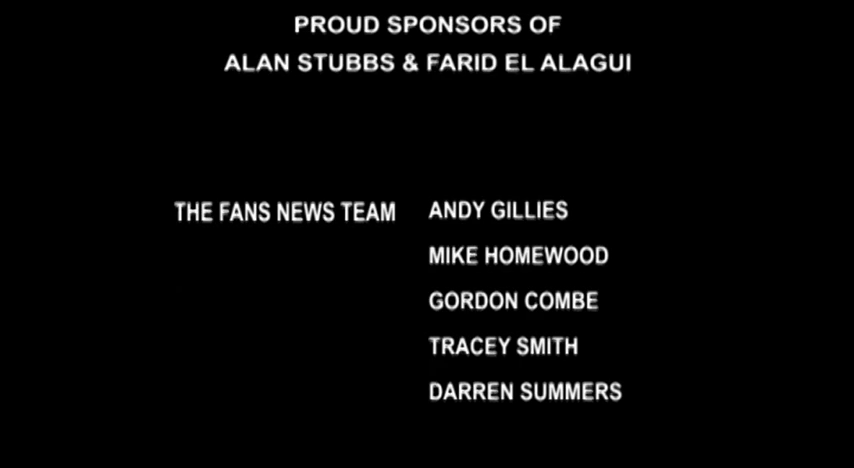 PROUD SPONSORS OF
ALAN STUBBS & FARID EL ALAGUI
THE FANS NEWS TEAM ANDY GILLIES
MIKE HOMEWOOD
GORDON COMBE
TRACEY SMITH
DARREN SUMMERS